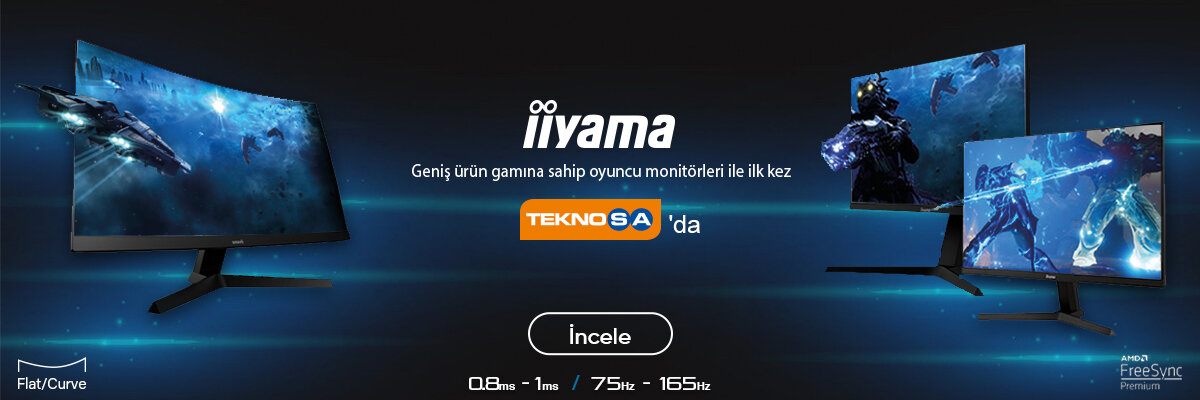 iiyama
Geniş ürün gamına sahip oyuncu monitörleri ile ilk kez
TEKNOSA 'da
İncele
0.8ms - 1ms / 75Hz - 165Hz
Flat/Curve
AMD
FreeSync
Premium